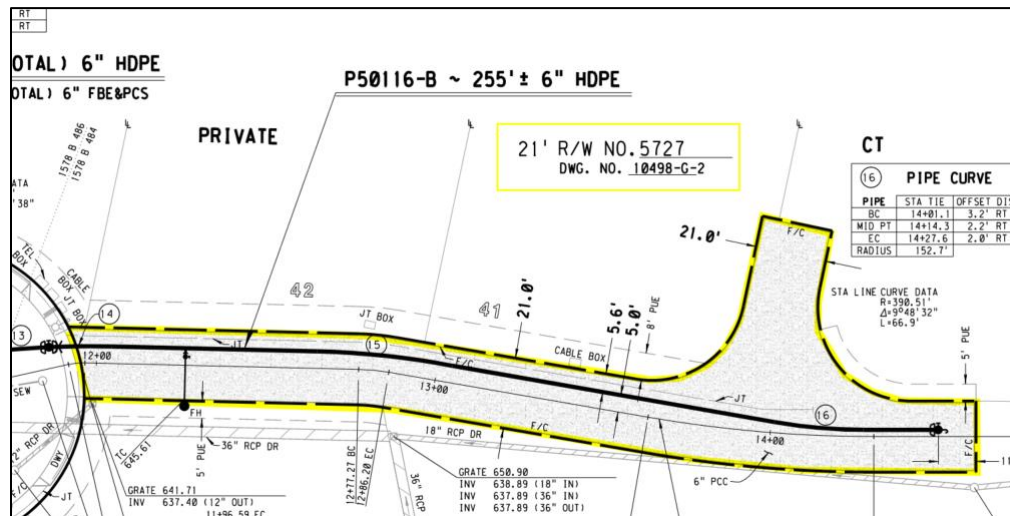 RT
RT
OTAL) 6" HDPE
OTAL) 6" FBE&PCS
P50116-B ~ 255'± 6" HDPE
1578 B 486
1578 B 484
PRIVATE
21' R/W NO. 5727
DWG. NO. 10498-G-2
CT
16 PIPE CURVE
PIPE STA TIE OFFSET DIS
BC 14+01.1 3.2' RT
MID PT 14+14.3 2.2' RT
EC 14+27.6 2.0' RT
RADIUS 152.7'
ATA
'38"
21.0'
F/C
STA LINE CURVE DATA
R=390.51'
Δ=9°48'32"
L=66.9'
TEL
BOX
CABLE
BOX
JT BOX
42
JT BOX
41
21.0'
5.6'
5.0'
8' PUE
5' PUE
13
14
JT
15
F/C
CABLE BOX
JT
12+00
13+00
14+00
16
SEW
FH
F/C
F/C
TC
645.61
5' PUE
36" RCP DR
18" RCP DR
6" PCC
11
2" RCP DR
DWY
F/C
JT
12+77.27 BC
12+86.20 EC
36" RCP
GRATE 641.71
INV 637.40 (12" OUT)
11+96.59 EC
GRATE 650.90
INV 638.89 (18" IN)
INV 637.89 (36" IN)
INV 637.89 (36" OUT)